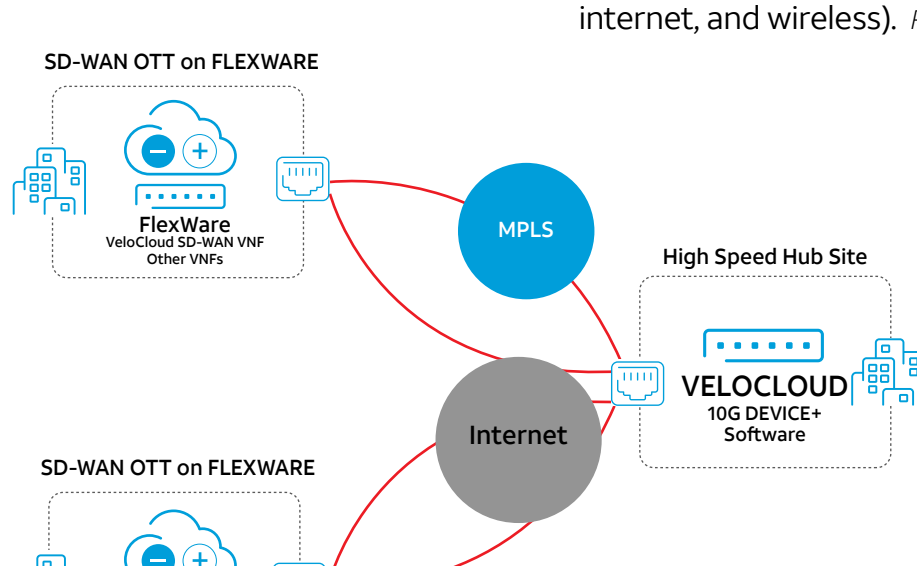 internet, and wireless).
SD-WAN OTT on FLEXWARE
FlexWare
VeloCloud SD-WAN VNF
Other VNFs
MPLS
High Speed Hub Site
VELOCLOUD
10G DEVICE+
Software
Internet
SD-WAN OTT on FLEXWARE